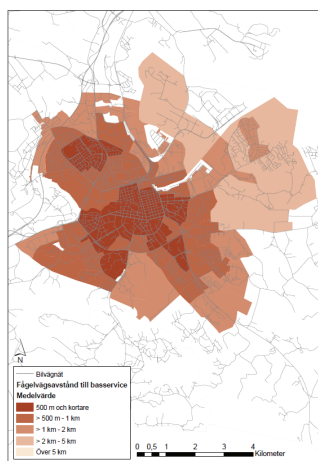 N
Bilvägnät
Fågelvägsavstånd till basservice
Medelvärde
500 m och kortare
> 500 m - 1 km
> 1 km - 2 km
> 2 km - 5 km
Över 5 km
0 0,5 1 2 3 4
Kilometer